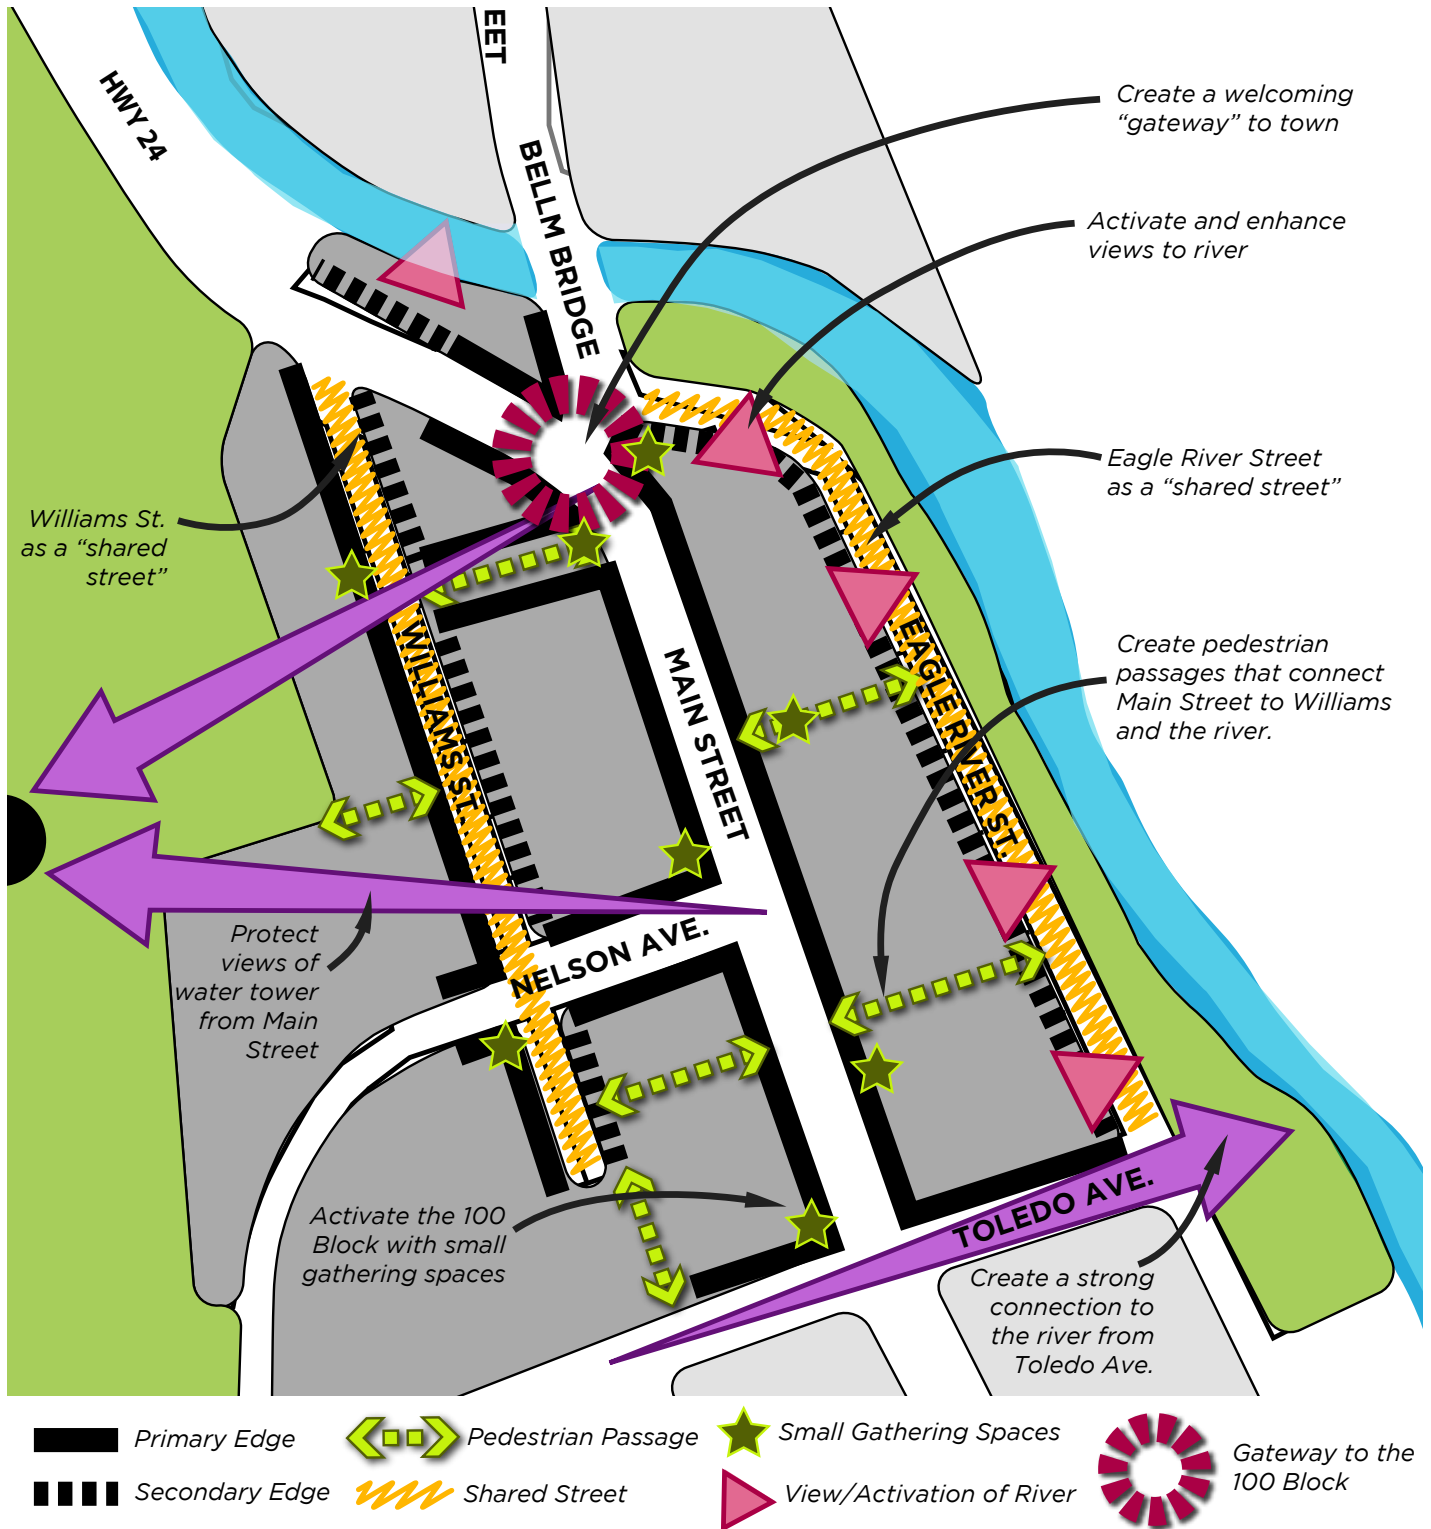 EET
HWY 24
BELLM BRIDGE
Create a welcoming
“gateway” to town
Activate and enhance
views to river
Eagle River Street
as a “shared street”
Williams St.
as a “shared
street”
WILLIAMS ST.
MAIN STREET
EAGLE RIVER ST.
Create pedestrian
passages that connect
Main Street to Williams
and the river.
NELSON AVE.
Protect
views of
water tower
from Main
Street
Activate the 100
Block with small
gathering spaces
TOLEDO AVE.
Create a strong
connection to
the river from
Toledo Ave.
Primary Edge
Pedestrian Passage
Small Gathering Spaces
Gateway to the
100 Block
Secondary Edge
Shared Street
View/Activation of River